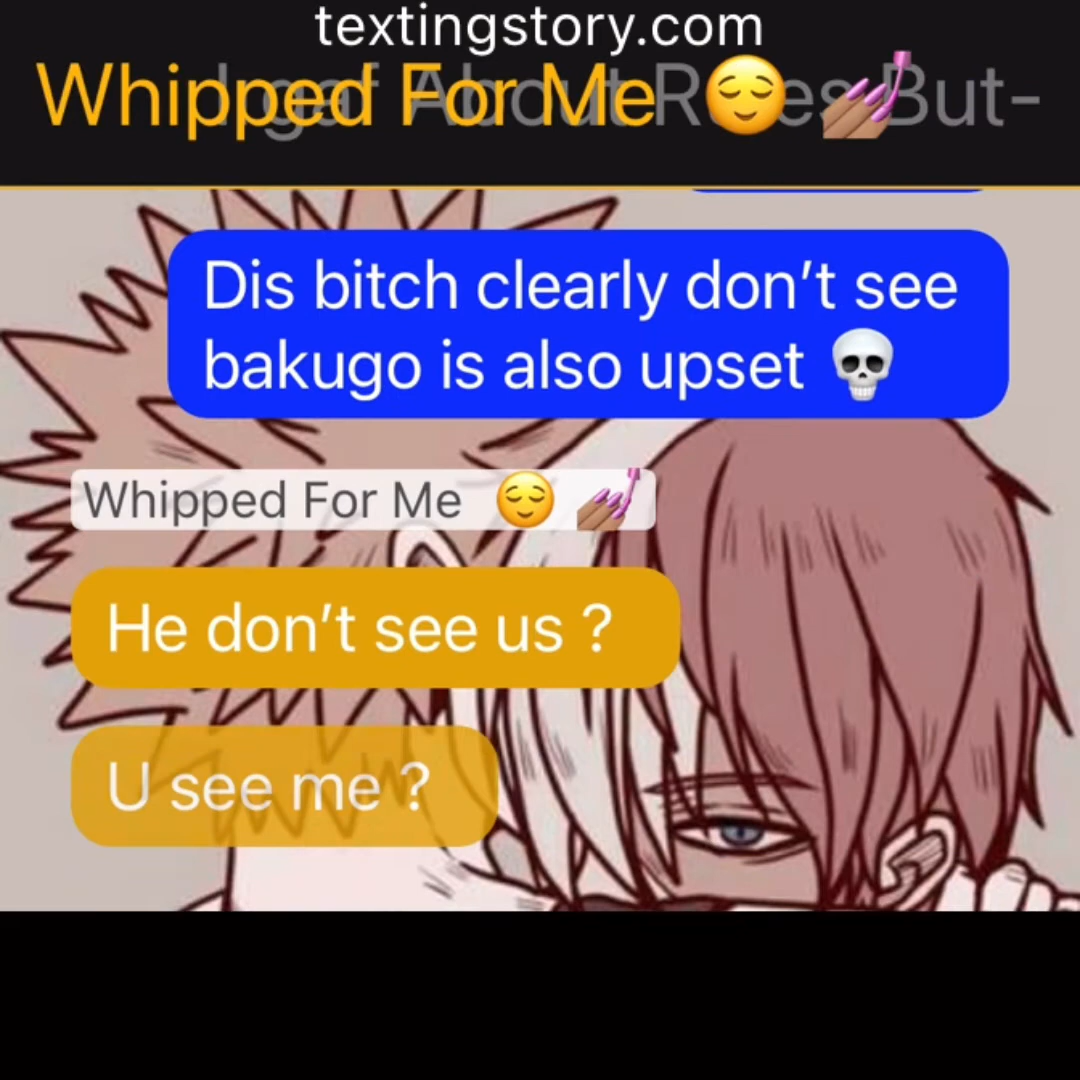 textingstory.com
Whipped For Me😌💅🏽
But-
Dis bitch clearly don't see
bakugo is also upset 💀
Whipped For Me 😌 💅🏽
He don't see us ?
U see me ?